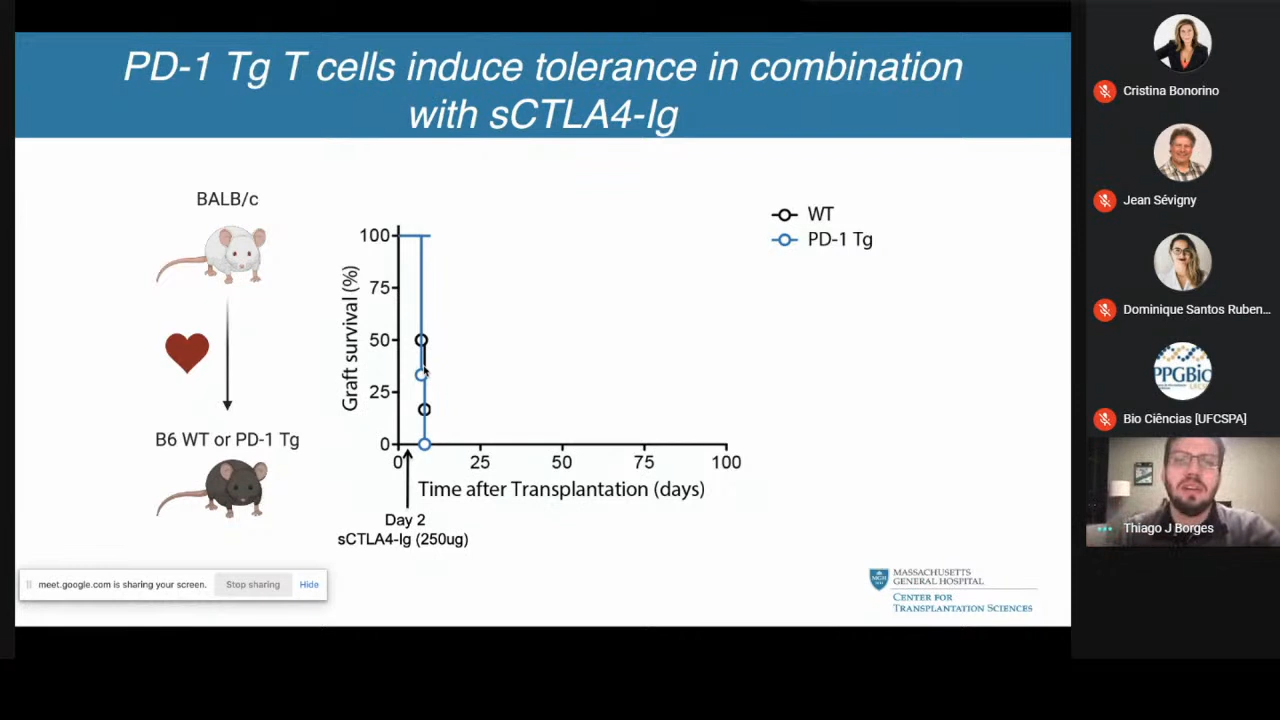 PD-1 Tg T cells induce tolerance in combination
with sCTLA4-Ig
BALB/c
B6 WT or PD-1 Tg
Graft survival (%)
100
75
50
25
0
0 25 50 75 100
Time after Transplantation (days)
Day 2
sCTLA4-Ig (250ug)
WT
PD-1 Tg
meet.google.com is sharing your screen.
Stop sharing
Hide
MGH
MASSACHUSETTS
GENERAL HOSPITAL
CENTER FOR
TRANSPLANTATION SCIENCES
Cristina Bonorino
Jean Sévigny
Dominique Santos Ruben...
PPGBio
Bio Ciências [UFCSPA]
Thiago J Borges